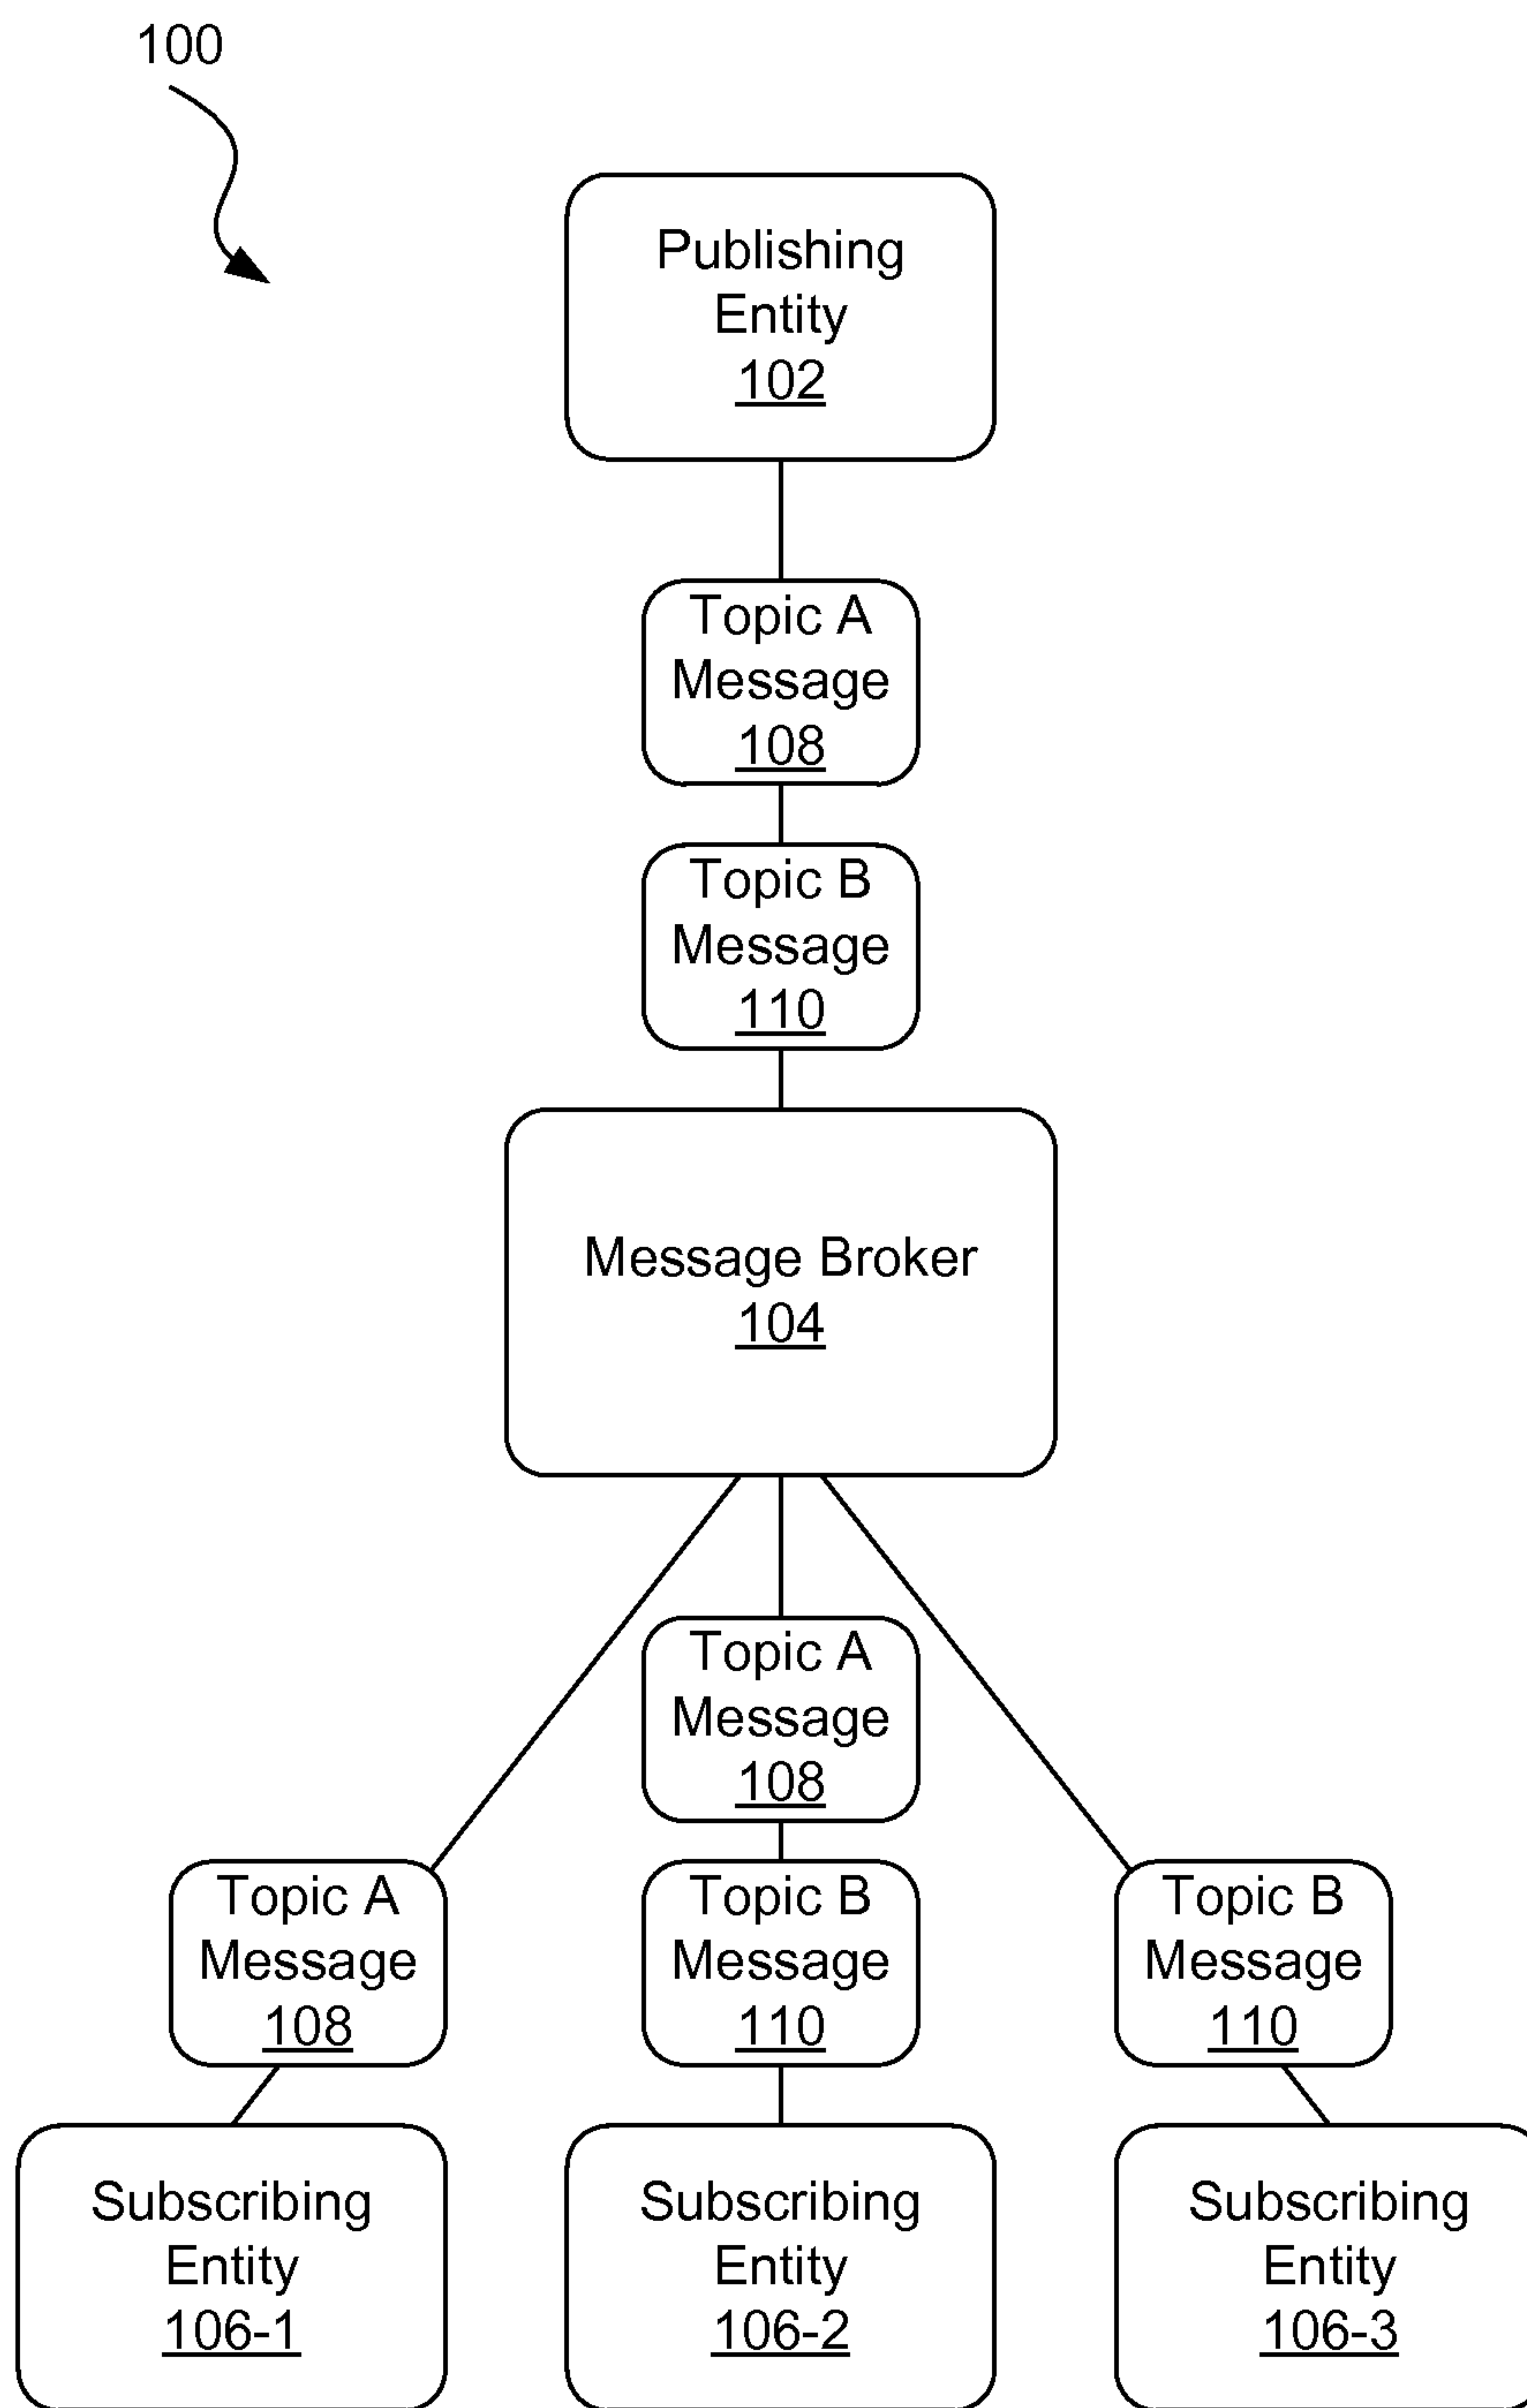 100
Publishing
Entity
102
Topic A
Message
108
Topic B
Message
110
Message Broker
104
Topic A
Message
108
Topic A
Message
108
Topic B
Message
110
Topic B
Message
110
Subscribing
Entity
106-1
Subscribing
Entity
106-2
Subscribing
Entity
106-3